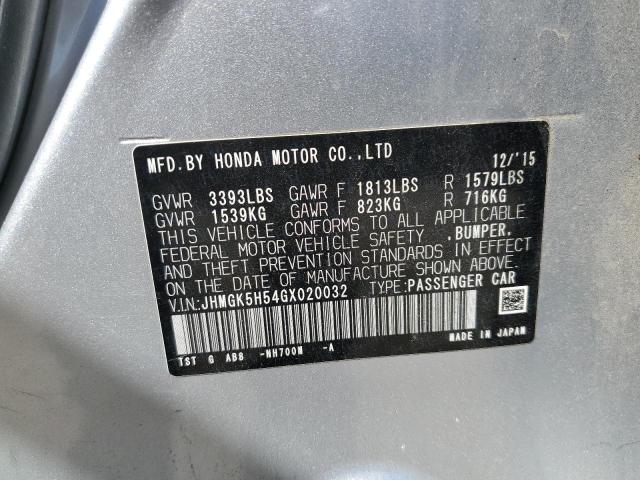 MFD.BY HONDA MOTOR CO.,LTD 12/'15
GVWR 3393LBS GAWR F 1813LBS R 1579LBS
GVWR 1539KG GAWR F 823KG R 716KG
THIS VEHICLE CONFORMS TO ALL APPLICABLE
FEDERAL MOTOR VEHICLE SAFETY , BUMPER,
AND THEFT PREVENTION STANDARDS IN EFFECT
ON THE DATE OF MANUFACTURE SHOWN ABOVE.
V.I.N:JHMGK5H54GX020032 TYPE:PASSENGER CAR
TST G AB8 -NH700M -A
MADE IN JAPAN